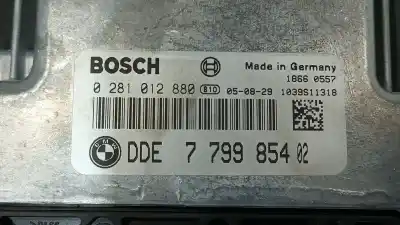 BOSCH Made in Germany
1866 0557
0 281 012 880 BTD 05-08-29 1039S11318
DDE 7 799 854 02